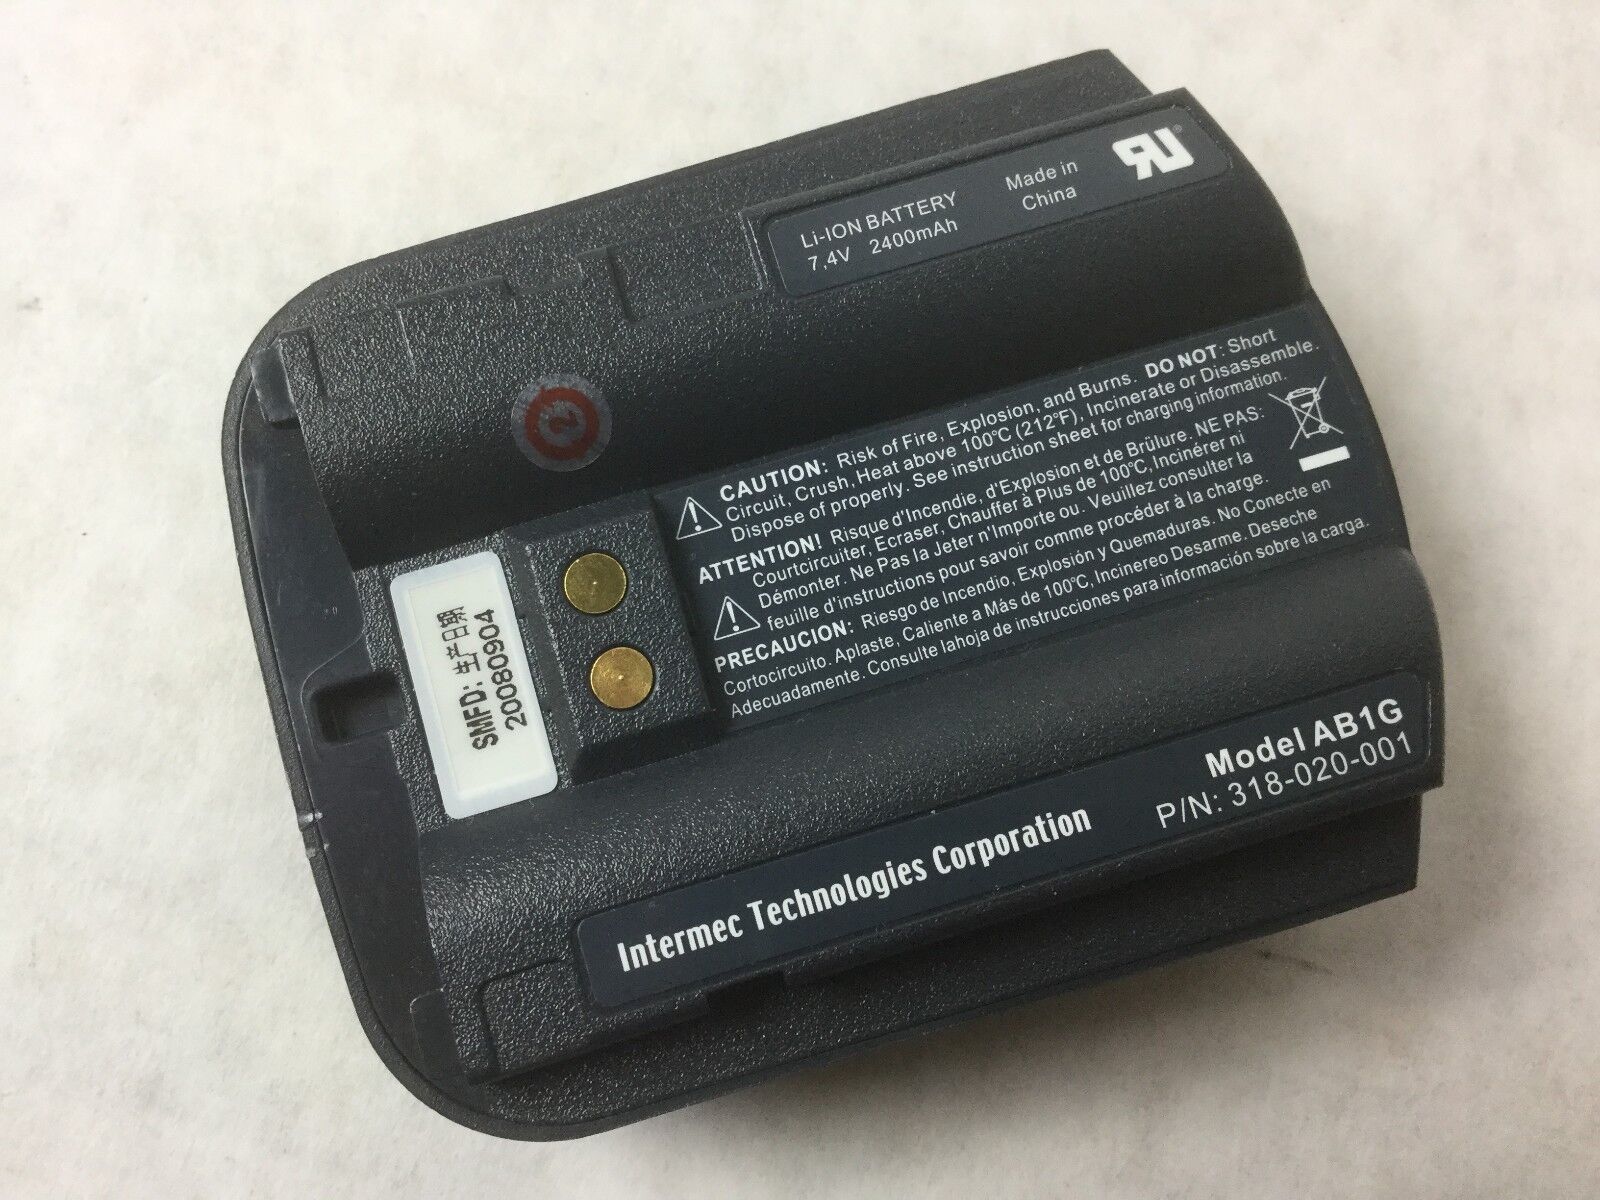 Li-ION BATTERY
7,4V 2400mAh
Made in
China
RU®
2
CAUTION: Risk of Fire, Explosion, and Burns. DO NOT: Short
Circuit, Crush, Heat above 100°C (212°F), Incinerate or Disassemble.
Dispose of properly. See instruction sheet for charging information.
ATTENTION! Risque d'Incendie, d'Explosion et de Brûlure. NE PAS:
Courtcircuiter, Ecraser, Chauffer à Plus de 100°C, Incinérer ni
Démonter. Ne Pas la Jeter n'Importe ou. Veuillez consulter la
feuille d'instructions pour savoir comme procéder à la charge.
PRECAUCION: Riesgo de Incendio, Explosión y Quemaduras. No Conecte en
Cortocircuito. Aplaste, Caliente a Más de 100°C, Incinereo Desarme. Deseche
Adecuadamente. Consulte lahoja de instrucciones para información sobre la carga.
SMFD: 生产日期
20080904
Model AB1G
P/N: 318-020-001
Intermec Technologies Corporation